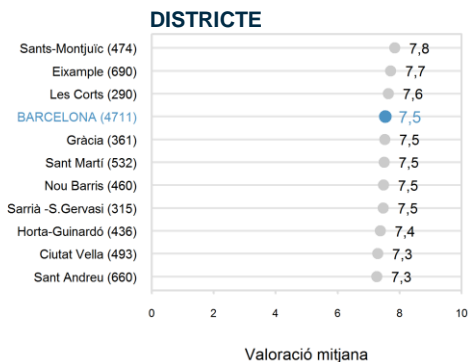 DISTRICTE
Sants-Montjuïc (474) 7,8
Eixample (690) 7,7
Les Corts (290) 7,6
BARCELONA (4711) 7,5
Gràcia (361) 7,5
Sant Martí (532) 7,5
Nou Barris (460) 7,5
Sarrià -S.Gervasi (315) 7,5
Horta-Guinardó (436) 7,4
Ciutat Vella (493) 7,3
Sant Andreu (660) 7,3
0 2 4 6 8 10
Valoració mitjana